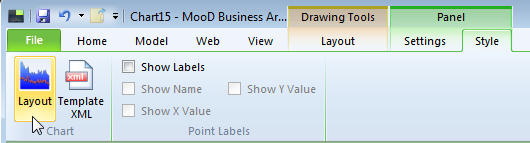 Chart15 - MooD Business Ar... Drawing Tools Panel
File Home Model View Layout Settings Style
xml
Layout Template XML
Show Labels
Show Name Show Y Value
Show X Value
Chart Point Labels